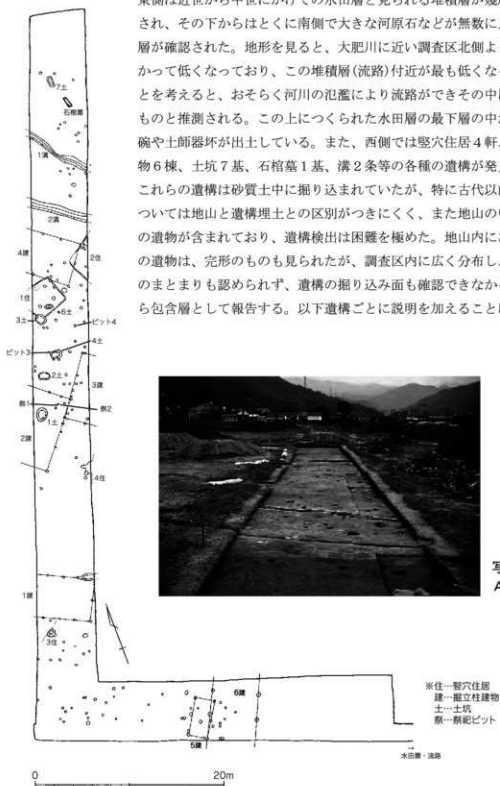 東側は近世から中世にかけての水田層と見られる堆積層が幾
され、その下からはとくに南側で大きな河原石などが無数に
層が確認された。地形を見ると、大肥川に近い調査区北側よ
かって低くなっており、この堆積層(流路)付近が最も低くな
とを考えると、おそらく河川の氾濫により流路ができその中
ものと推測される。この上につくられた水田層の最下層の中
碗や土師器坏が出土している。また、西側では竪穴住居4軒、
物6棟、土坑7基、石棺墓1基、溝2条等の各種の遺構が発
これらの遺構は砂質土中に掘り込まれていたが、特に古代以
ついては地山と遺構埋土との区別がつきにくく、また地山の
の遺物が含まれており、遺構検出は困難を極めた。地山内に
の遺物は、完形のものも見られたが、調査区内に広く分布し
のまとまりも認められず、遺構の掘り込み面も確認できなか
ら包含層として報告する。以下遺構ごとに説明を加えること
7土
石棺墓
1溝
2溝
4建
2住
1住
6土
3土
ピット4
ピット3
4土
2土
3建
祭1
祭2
1土
2建
4住
1建
3住
6建
5建
写
A
※住…竪穴住居
建…掘立柱建物
土…土坑
祭…祭祀ピット
水田層・流路
0
20m